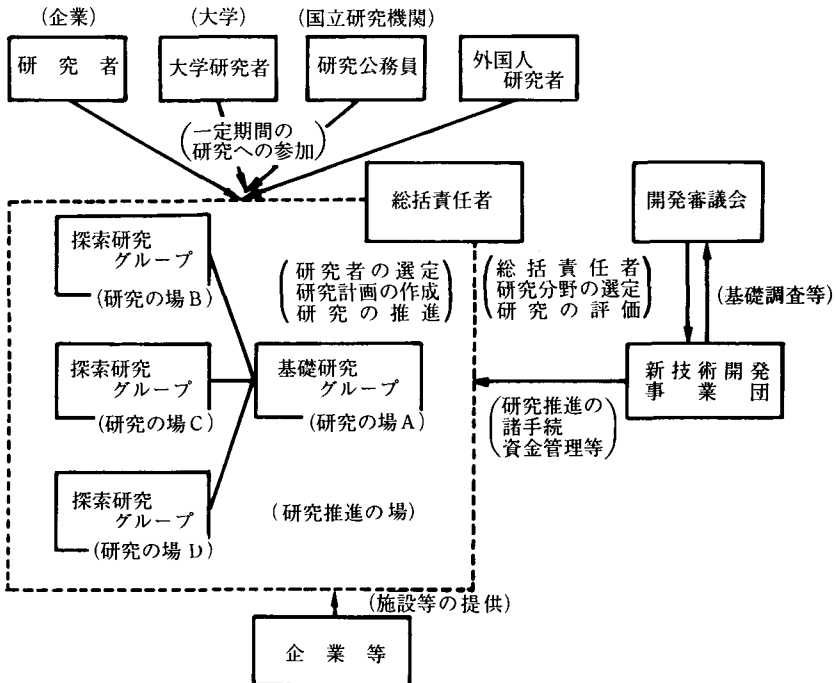 (企業)
(大学)
(国立研究機関)
研究者
大学研究者
研究公務員
外国人
研究者
(一定期間の
研究への参加)
総括責任者
開発審議会
探索研究
グループ
(研究の場B)
(研究者の選定
研究計画の作成
研究の推進)
(総括責任者
研究分野の選定
研究の評価)
(基礎調査等)
探索研究
グループ
(研究の場C)
基礎研究
グループ
(研究の場A)
新技術開発
事業団
(研究推進の
諸手続
資金管理等)
探索研究
グループ
(研究の場D)
(研究推進の場)
(施設等の提供)
企業等